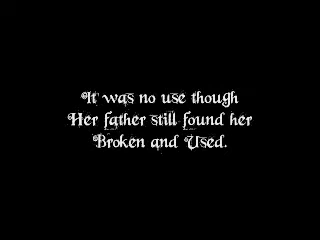 It was no use though
Her father still found her
Broken and Used.